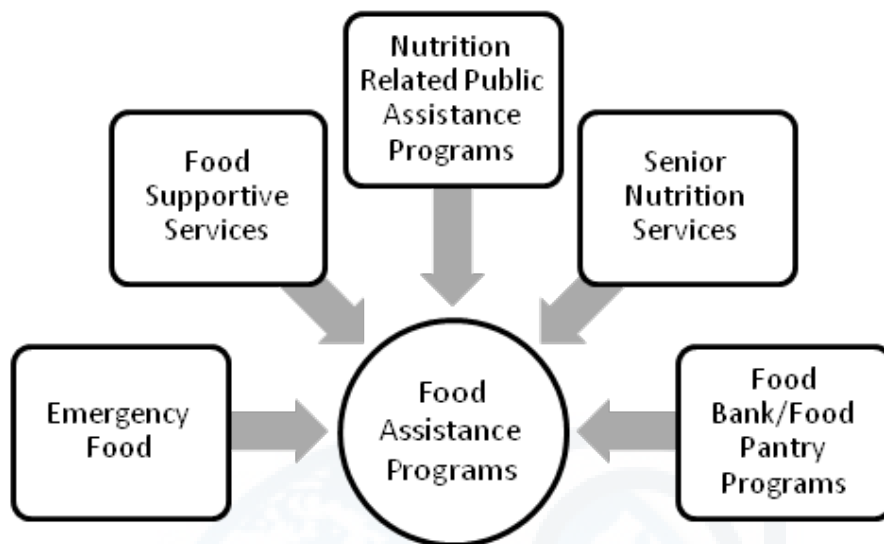 Nutrition
Related Public
Assistance
Programs
Food
Supportive
Services
Senior
Nutrition
Services
Emergency
Food
Food
Assistance
Programs
Food
Bank/Food
Pantry
Programs